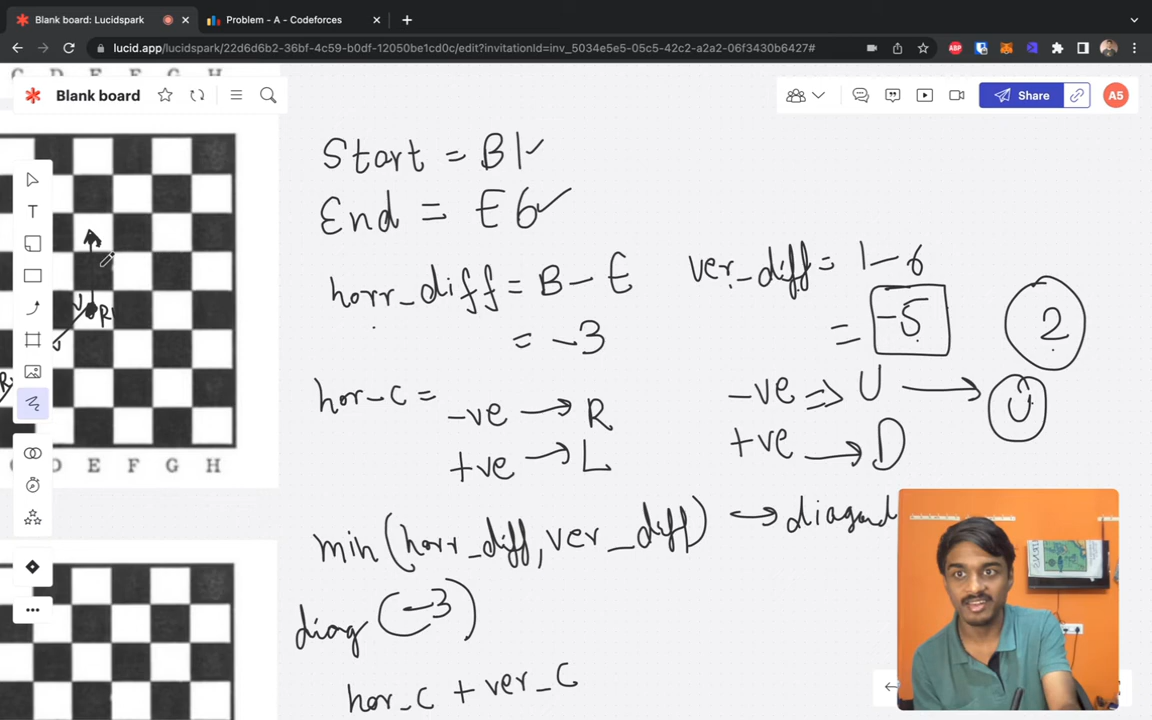 Blank board: Lucidspark
Problem - A - Codeforces
lucid.app/lucidspark/22d6d6b2-36bf-4c59-b0df-12050be1cd0c/edit?invitationId=inv_5034e5e5-05c5-42c2-a2a2-06f3430b6427#
ABP
C D E F G H
Blank board
Share
A5
T
Start = B1
End = E6
horr_diff = B - E
= -3
ver_diff = 1-6
= -5
2
hor_c =
-ve → R
+ve → L
-ve => U → U
+ve → D
U R
R
D E F G H
min(horr_diff, ver_diff) → diagonal
diag (-3)
hor_c + ver_c